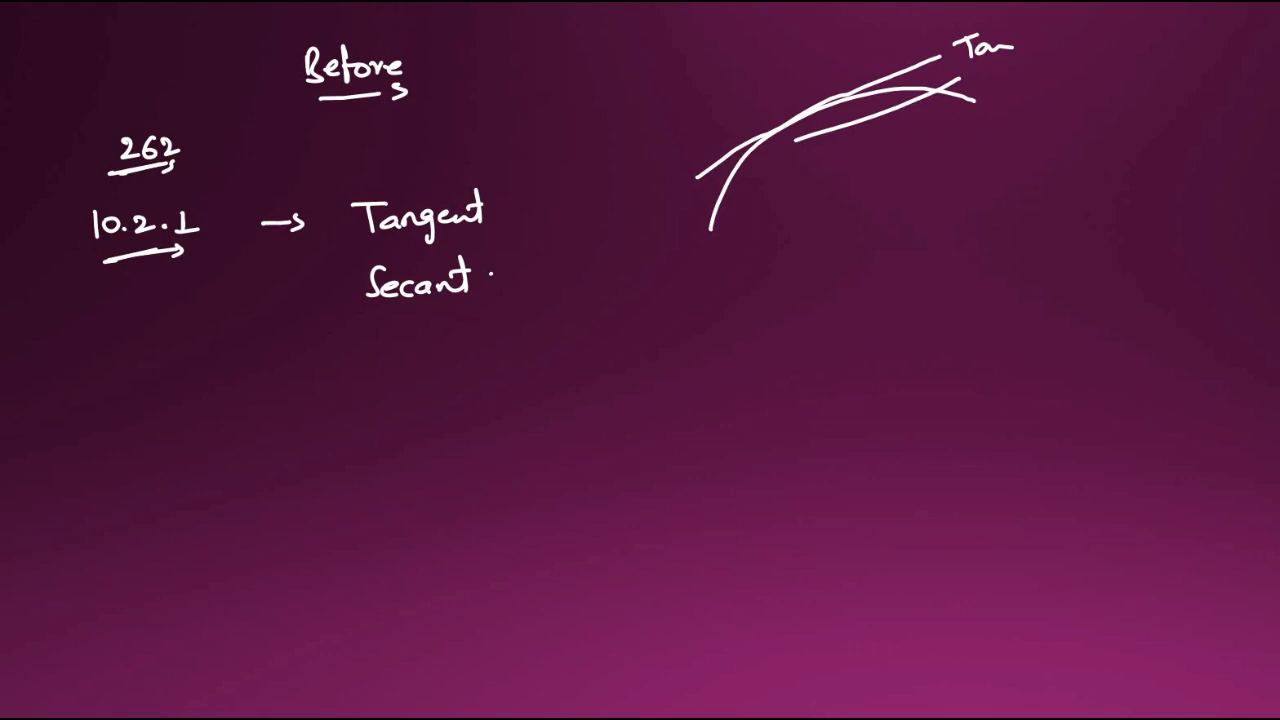 Before
Tan
262
10.2.1 → Tangent
Secant